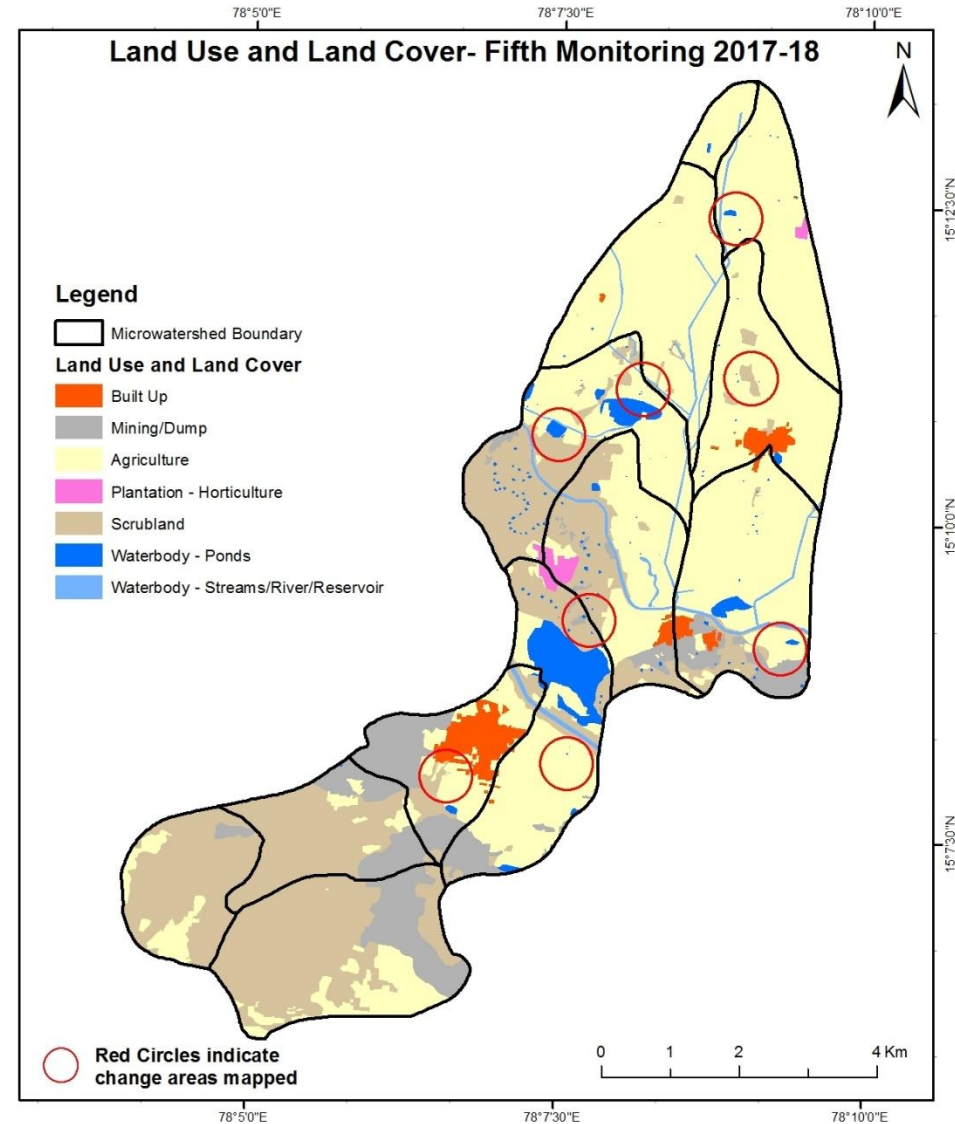 78°5'0"E
78°7'30"E
78°10'0"E
Land Use and Land Cover- Fifth Monitoring 2017-18
N
15°12'30"N
Legend
Microwatershed Boundary
Land Use and Land Cover
Built Up
Mining/Dump
Agriculture
Plantation - Horticulture
Scrubland
Waterbody - Ponds
Waterbody - Streams/River/Reservoir
15°10'0"N
15°7'30"N
Red Circles indicate
change areas mapped
0 1 2 4 Km
78°5'0"E
78°7'30"E
78°10'0"E